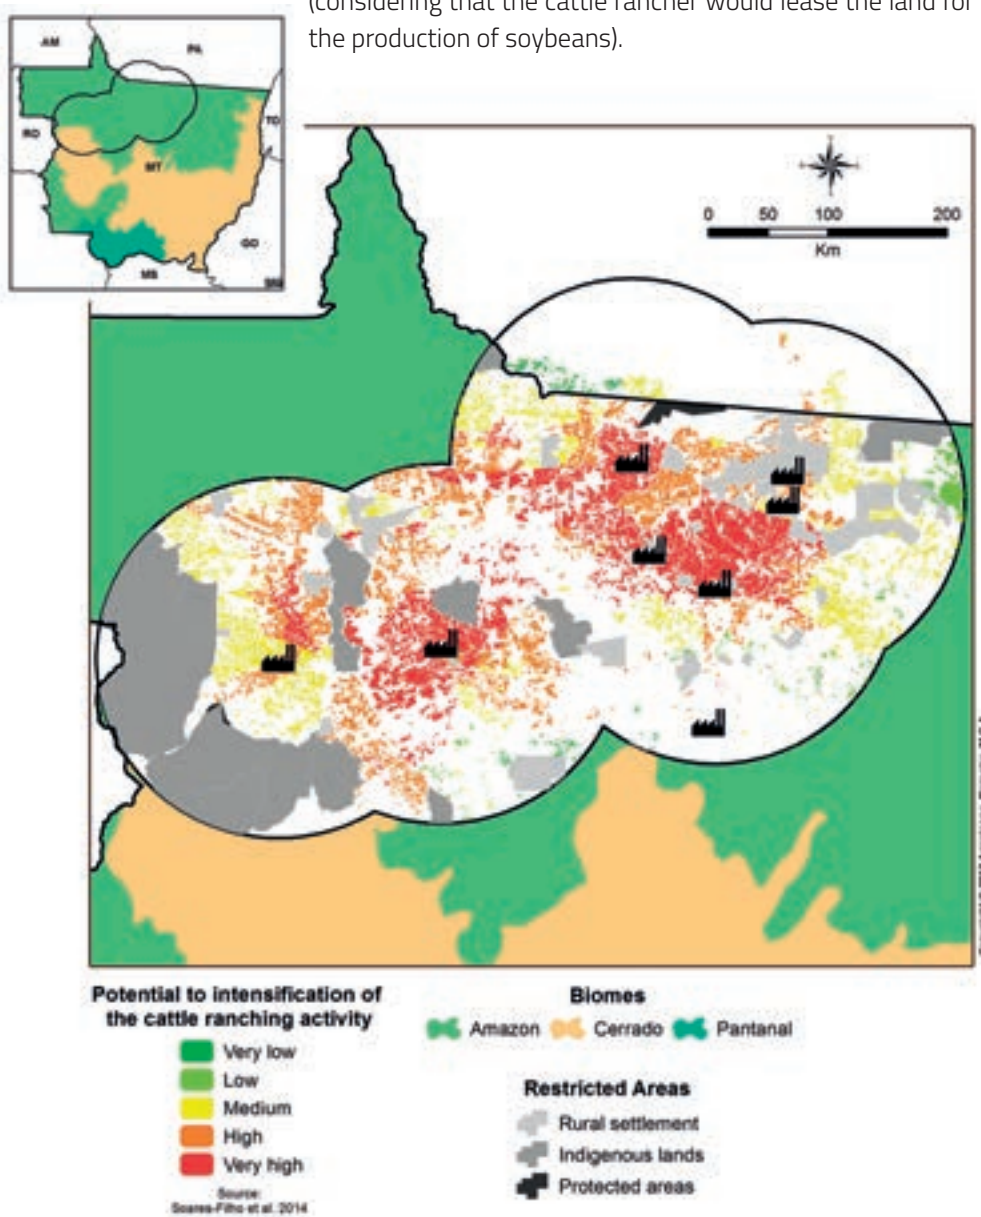 (considering that the cattle rancher would lease the land for
the production of soybeans).
AM
PA
RO
MT
TO
GO
MS
0 50 100 200
Km
Potential to intensification of
the cattle ranching activity
Very low
Low
Medium
High
Very high
Source:
Soares-Filho et al. 2014
Biomes
Amazon Cerrado Pantanal
Restricted Areas
Rural settlement
Indigenous lands
Protected areas